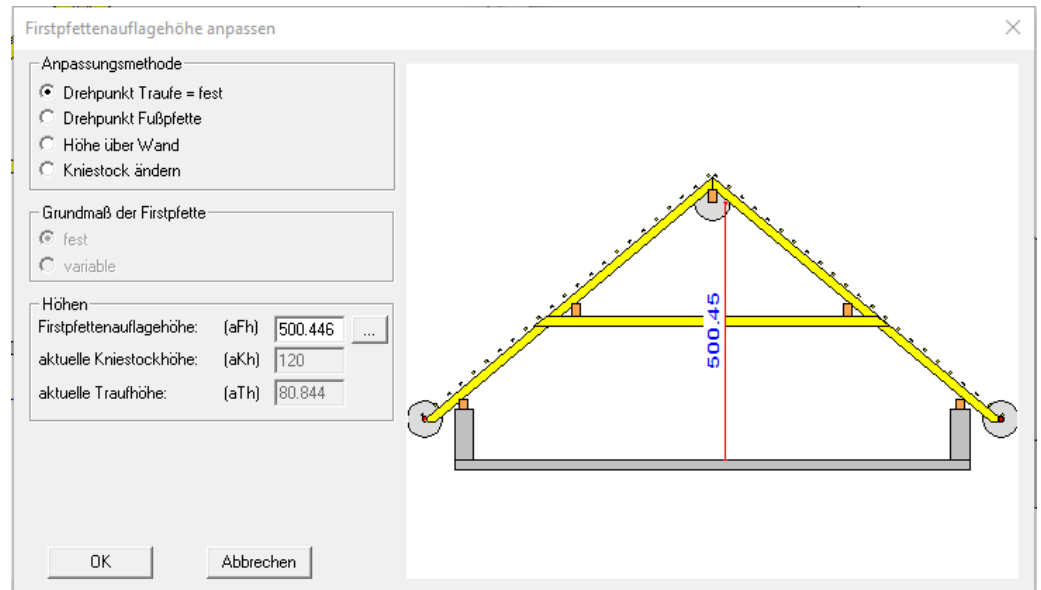 Firstpfettenauflagehöhe anpassen
Anpassungsmethode
Drehpunkt Traufe = fest
Drehpunkt Fußpfette
Höhe über Wand
Kniestock ändern
Grundmaß der Firstpfette
fest
variable
Höhen
Firstpfettenauflagehöhe: (aFh) 500.446 ...
aktuelle Kniestockhöhe: (aKh) 120
aktuelle Traufhöhe: (aTh) 80.844
500.45
OK Abbrechen